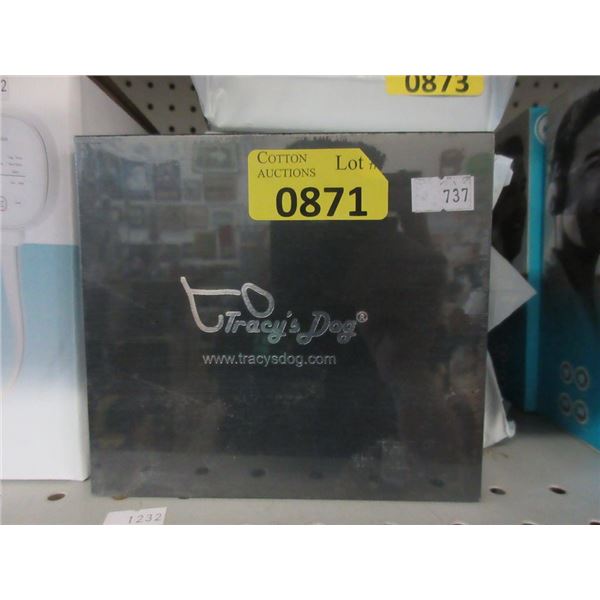 0873
COTTON Lot
AUCTIONS
0871
737
Tracy's Dog®
www.tracysdog.com
1232